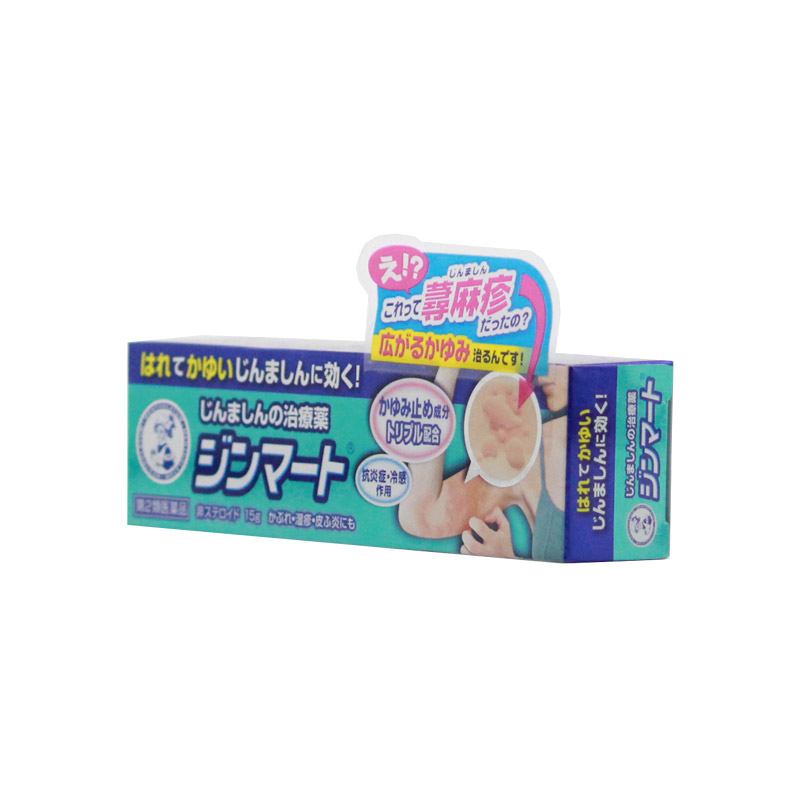 え!?
じんましん
これって蕁麻疹
だったの?
広がるかゆみ 治るんです!
はれてかゆいじんましんに効く!
じんましんの治療薬
ジンマート®
かゆみ止め成分
トリプル配合
抗炎症・冷感
作用
第2類医薬品 非ステロイド 15g かぶれ・湿疹・皮ふ炎にも
はれてかゆい
じんましんに効く!
じんましんの治療薬
ジンマート